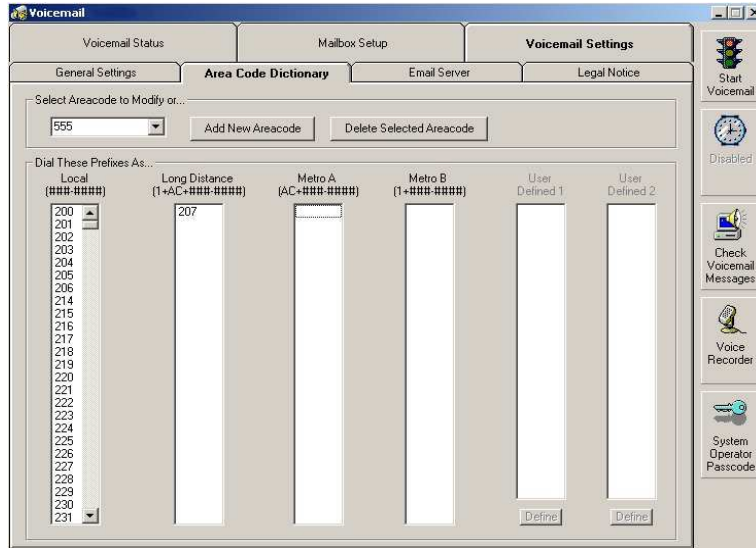 Voicemail
Voicemail Status
Mailbox Setup
Voicemail Settings
General Settings
Area Code Dictionary
Email Server
Legal Notice
Select Areacode to Modify or...
555
Add New Areacode
Delete Selected Areacode
Dial These Prefixes As...
Local
(###-####)
Long Distance
(1+AC+###-####)
Metro A
(AC+###-####)
Metro B
(1+###-####)
User
Defined 1
User
Defined 2
200
201
202
203
204
205
206
214
215
216
217
218
219
220
221
222
223
224
225
226
227
228
229
230
231
207
Define
Define
Start
Voicemail
Disabled
Check
Voicemail
Messages
Voice
Recorder
System
Operator
Passcode